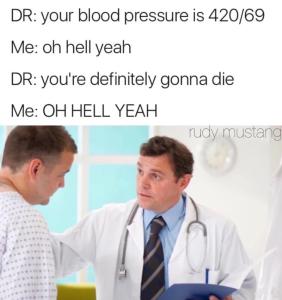 DR: your blood pressure is 420/69
Me: oh hell yeah
DR: you're definitely gonna die
Me: OH HELL YEAH
rudy mustang